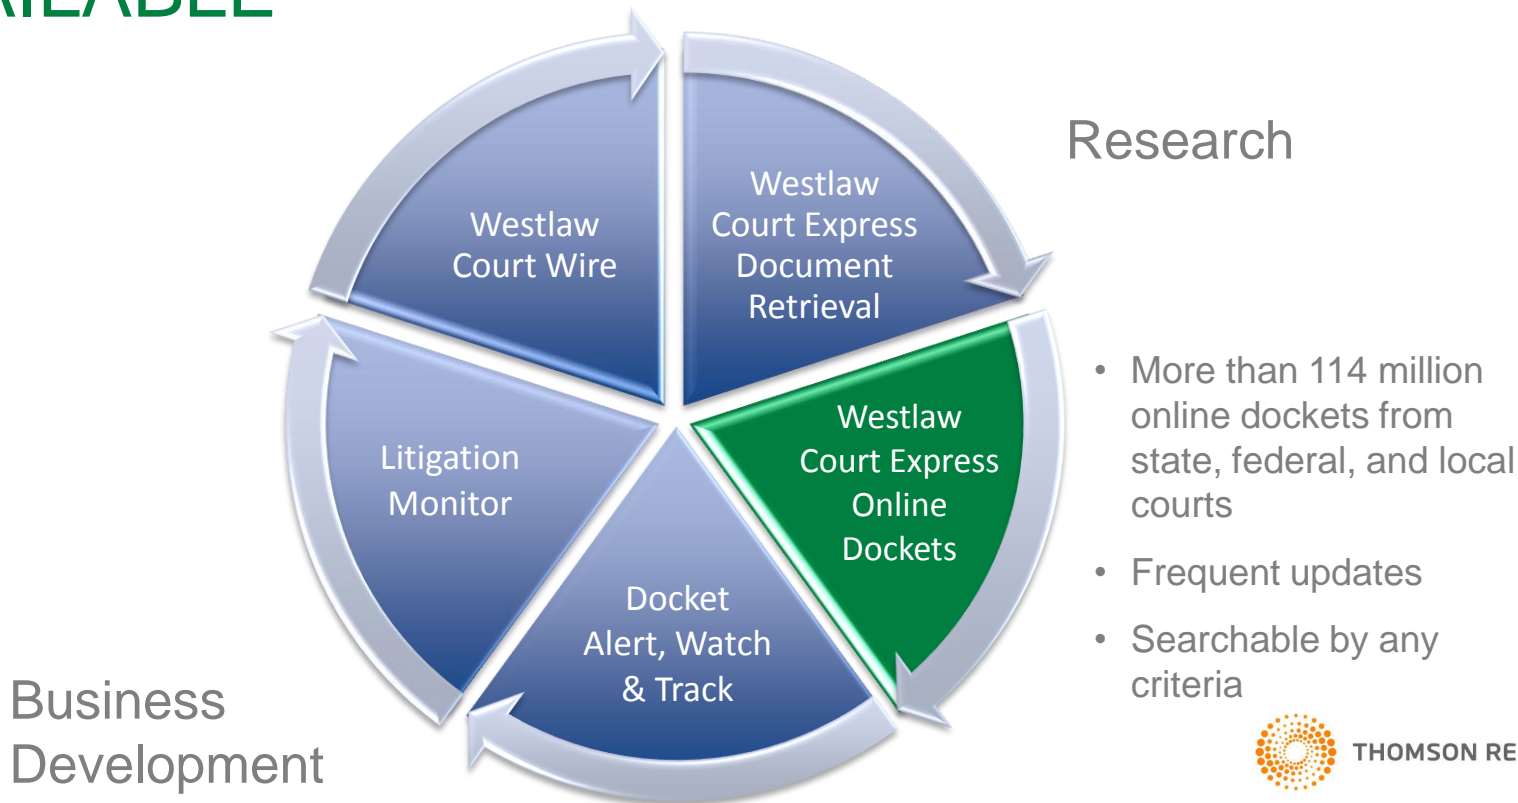 AILABLE
Research
Westlaw
Court Express
Document
Retrieval
Westlaw
Court Wire
Westlaw
Court Express
Online
Dockets
Litigation
Monitor
Docket
Alert, Watch
& Track
• More than 114 million
online dockets from
state, federal, and local
courts
• Frequent updates
• Searchable by any
criteria
Business
Development
THOMSON RE